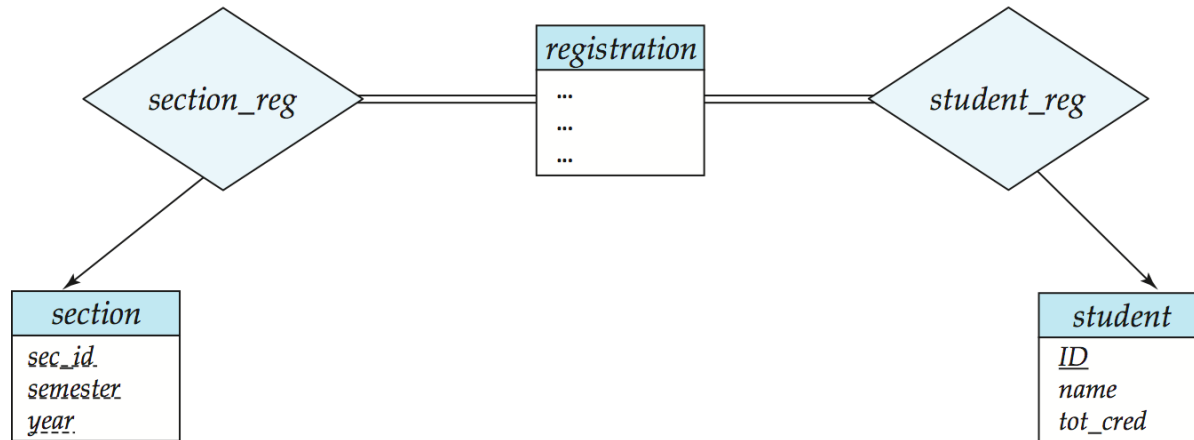 registration
section_reg
...
student_reg
...
...
section
sec_id
semester
year
student
ID
name
tot_cred